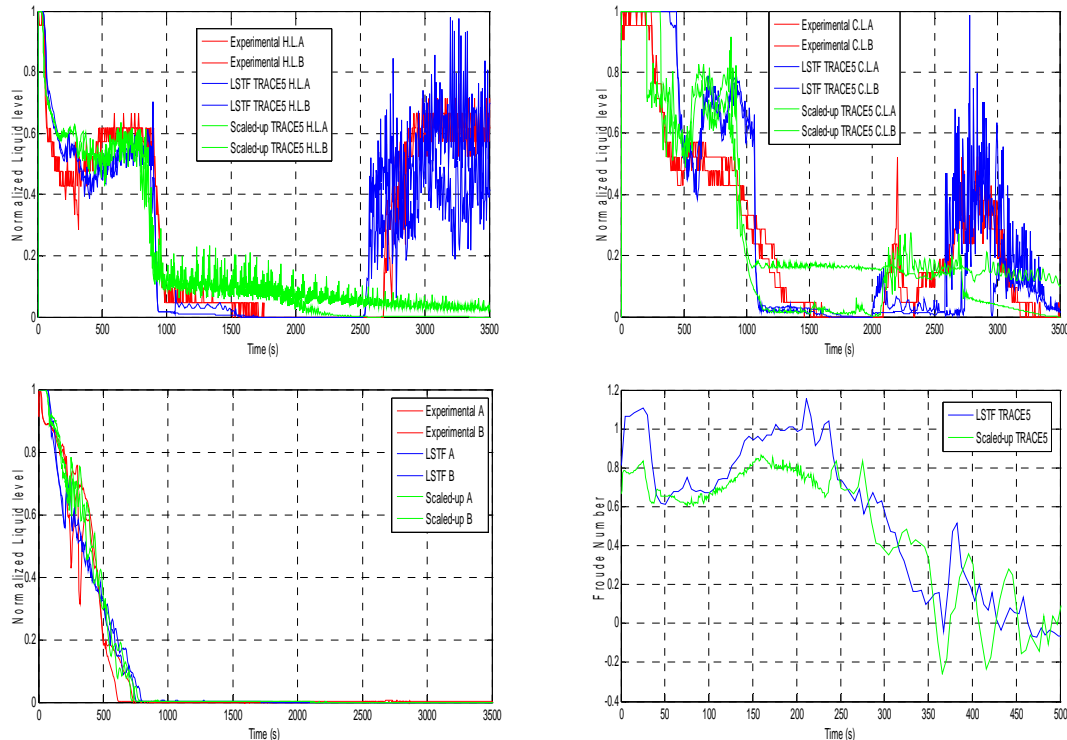 Normalized Liquid level
1
0.8
0.6
0.4
0.2
0
0 500 1000 1500 2000 2500 3000 3500
Time (s)
Experimental H.L.A
Experimental H.L.B
LSTF TRACE5 H.L.A
LSTF TRACE5 H.L.B
Scaled-up TRACE5 H.L.A
Scaled-up TRACE5 H.L.B
Normalized Liquid level
1
0.8
0.6
0.4
0.2
0
0 500 1000 1500 2000 2500 3000 3500
Time (s)
Experimental C.L.A
Experimental C.L.B
LSTF TRACE5 C.L.A
LSTF TRACE5 C.L.B
Scaled-up TRACE5 C.L.A
Scaled-up TRACE5 C.L.B
Normalized Liquid level
1
0.8
0.6
0.4
0.2
0
0 500 1000 1500 2000 2500 3000 3500
Time (s)
Experimental A
Experimental B
LSTF A
LSTF B
Scaled-up A
Scaled-up B
Froude Number
1.2
1
0.8
0.6
0.4
0.2
0
-0.2
-0.4
0 50 100 150 200 250 300 350 400 450 500
Time (s)
LSTF TRACE5
Scaled-up TRACE5